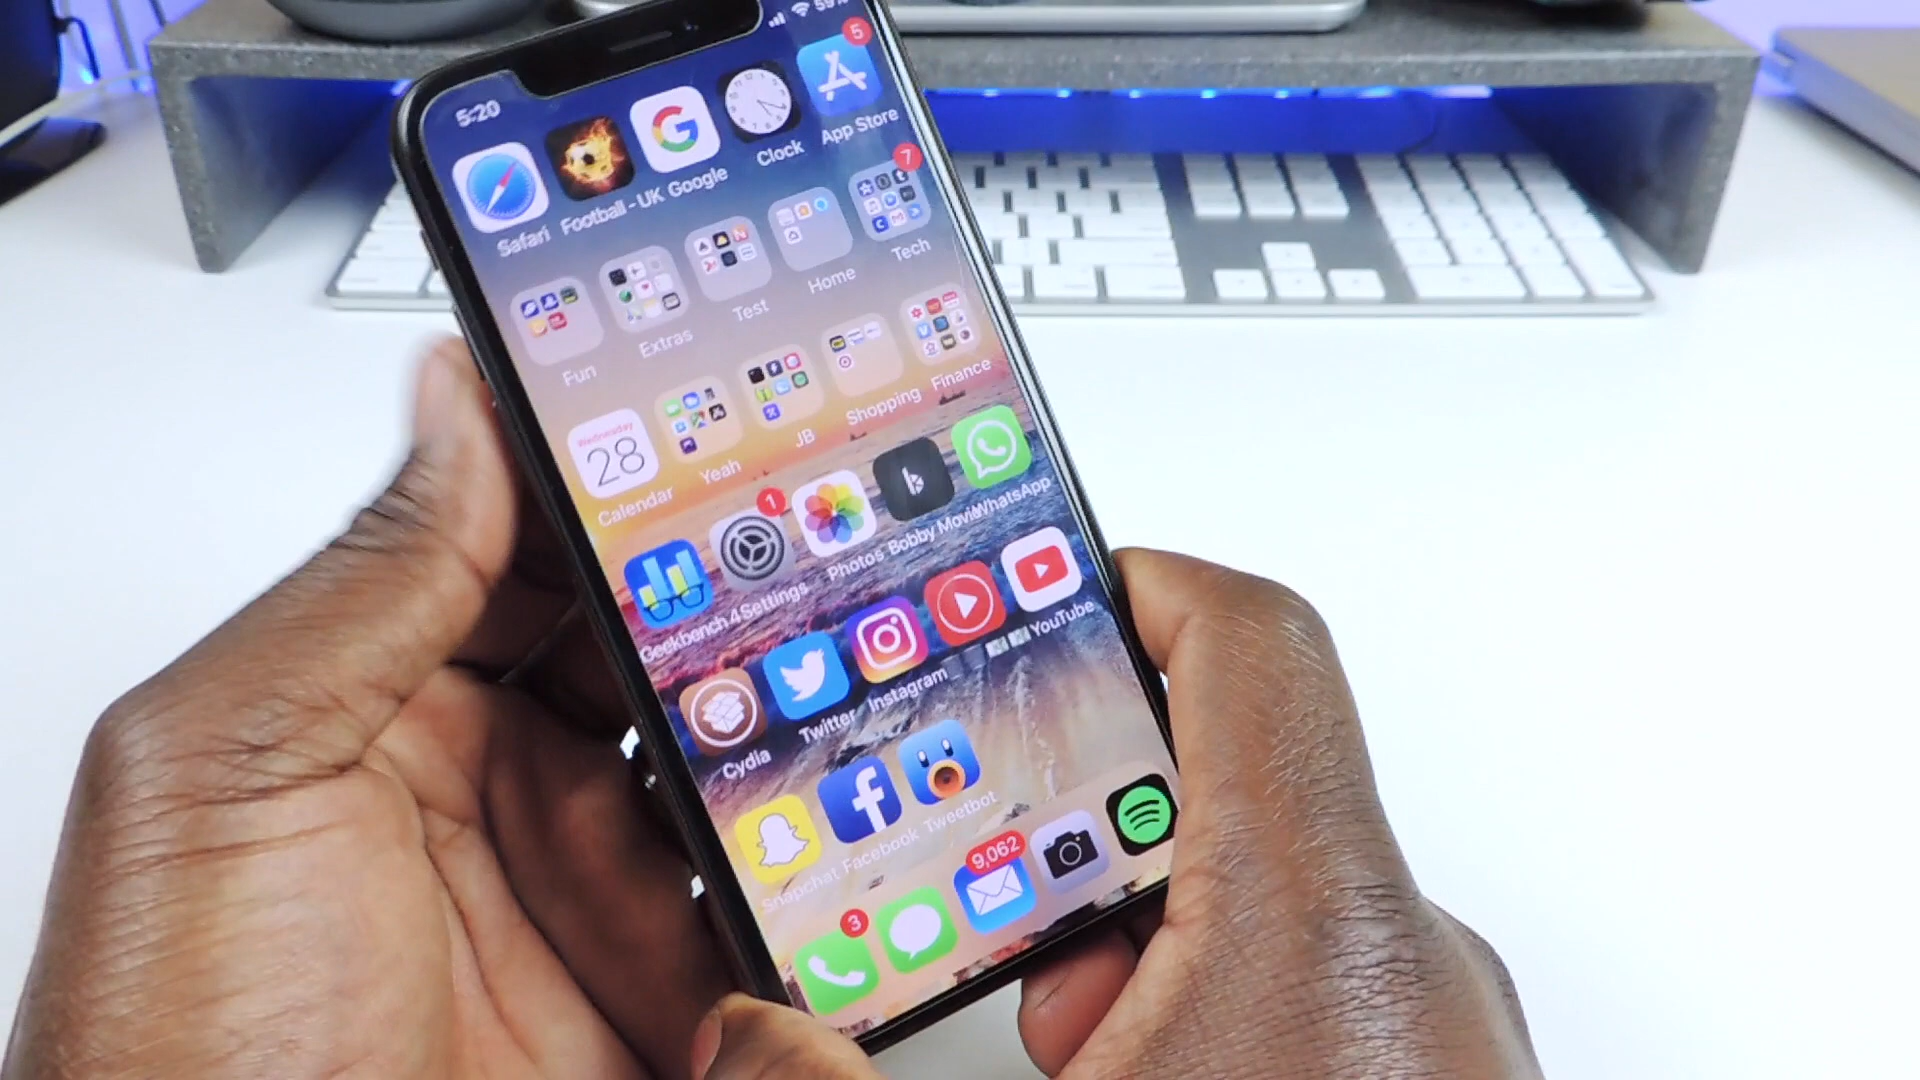 5:20 59%
5
Safari Football - UK Google Clock App Store
7
Fun Extras Test Home Tech
Wednesday
28
Calendar Yeah JB Shopping Finance
1
Geekbench 4 Settings Photos Bobby Movie WhatsApp
Cydia Twitter Instagram YouTube
Snapchat Facebook Tweetbot
3
9,062